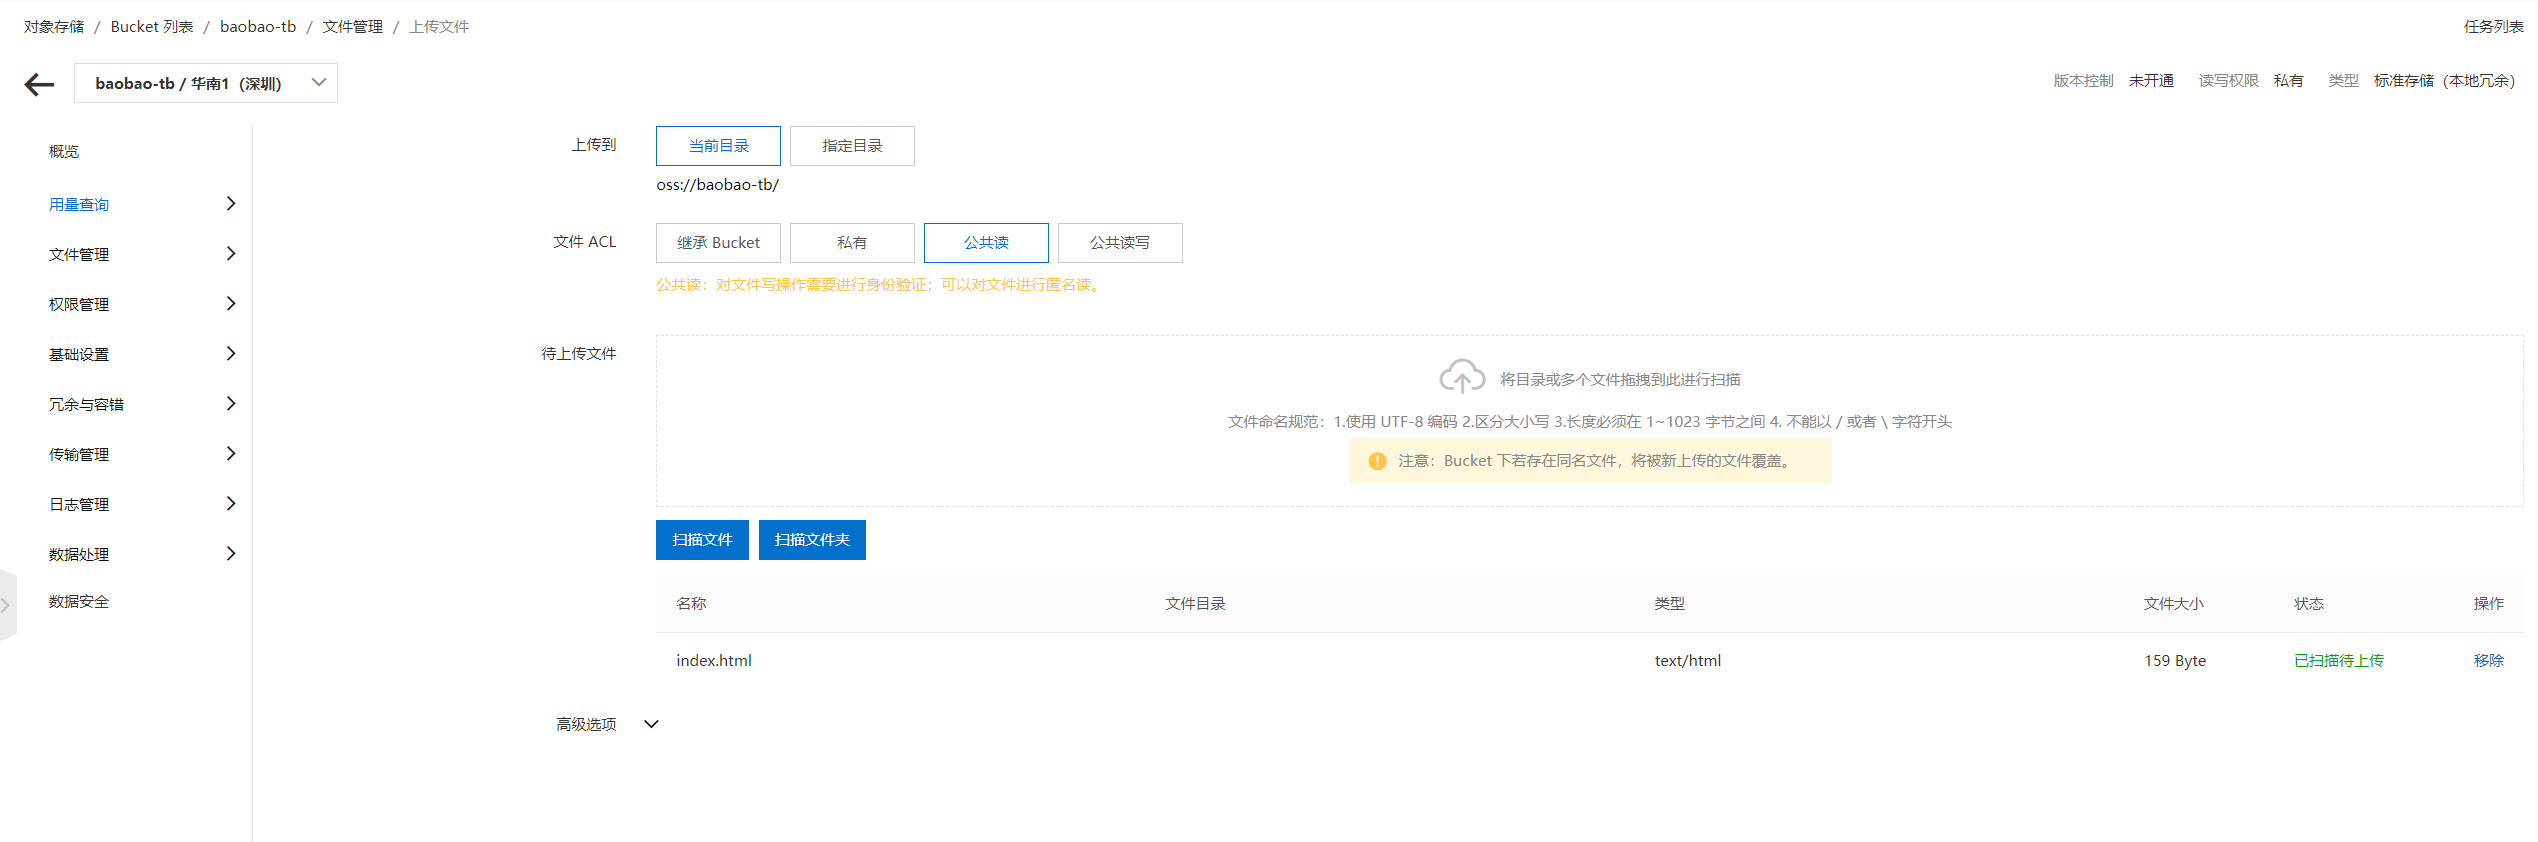 对象存储 / Bucket 列表 / baobao-tb / 文件管理 / 上传文件
任务列表
baobao-tb / 华南1（深圳）
版本控制 未开通 读写权限 私有 类型 标准存储（本地冗余）
概览
用量查询
文件管理
权限管理
基础设置
冗余与容错
传输管理
日志管理
数据处理
数据安全
上传到 当前目录 指定目录
oss://baobao-tb/
文件 ACL 继承 Bucket 私有 公共读 公共读写
公共读：对文件写操作需要进行身份验证；可以对文件进行匿名读。
待上传文件
将目录或多个文件拖拽到此进行扫描
文件命名规范：1.使用 UTF-8 编码 2.区分大小写 3.长度必须在 1~1023 字节之间 4. 不能以 / 或者 \ 字符开头
注意：Bucket 下若存在同名文件，将被新上传的文件覆盖。
扫描文件 扫描文件夹
名称 文件目录 类型 文件大小 状态 操作
index.html text/html 159 Byte 已扫描待上传 移除
高级选项